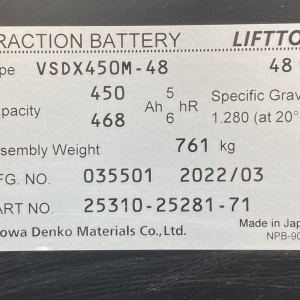 RACTION BATTERY LIFTTO
pe VSDX450M-48 48
apacity 450 Ah 5 hR Specific Grav
468 6 1.280 (at 20°
ssembly Weight 761 kg
FG. NO. 035501 2022/03
ART NO. 25310-25281-71
owa Denko Materials Co., Ltd. Made in Jap
NPB-90